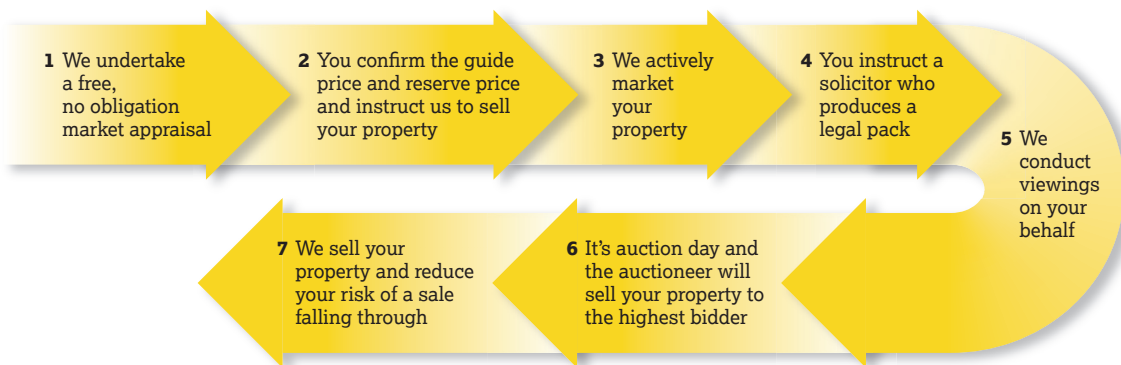 1 We undertake
a free,
no obligation
market appraisal
2 You confirm the guide
price and reserve price
and instruct us to sell
your property
3 We actively
market
your
property
4 You instruct a
solicitor who
produces a
legal pack
5 We
conduct
viewings
on your
behalf
6 It’s auction day and
the auctioneer will
sell your property to
the highest bidder
7 We sell your
property and reduce
your risk of a sale
falling through